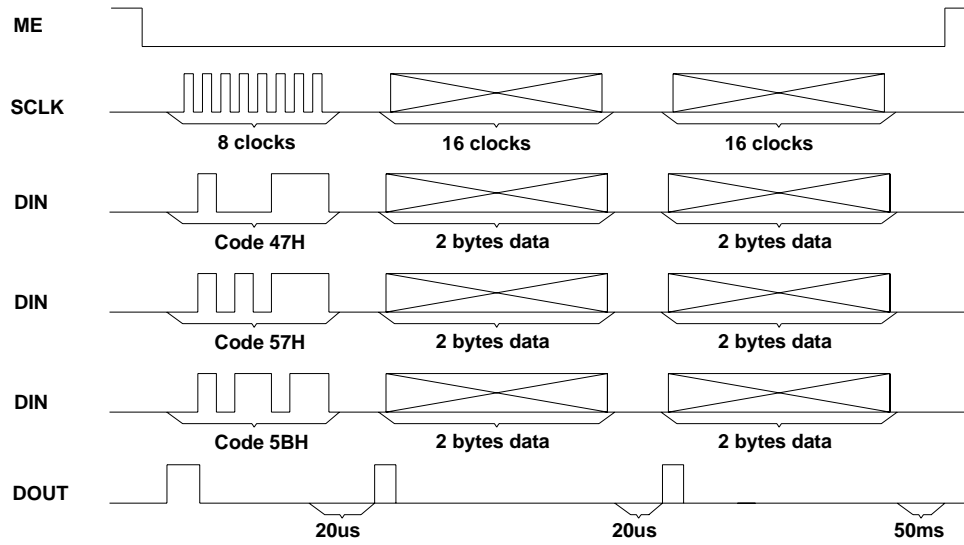 ME
SCLK
8 clocks 16 clocks 16 clocks
DIN
Code 47H 2 bytes data 2 bytes data
DIN
Code 57H 2 bytes data 2 bytes data
DIN
Code 5BH 2 bytes data 2 bytes data
DOUT
20us 20us 50ms